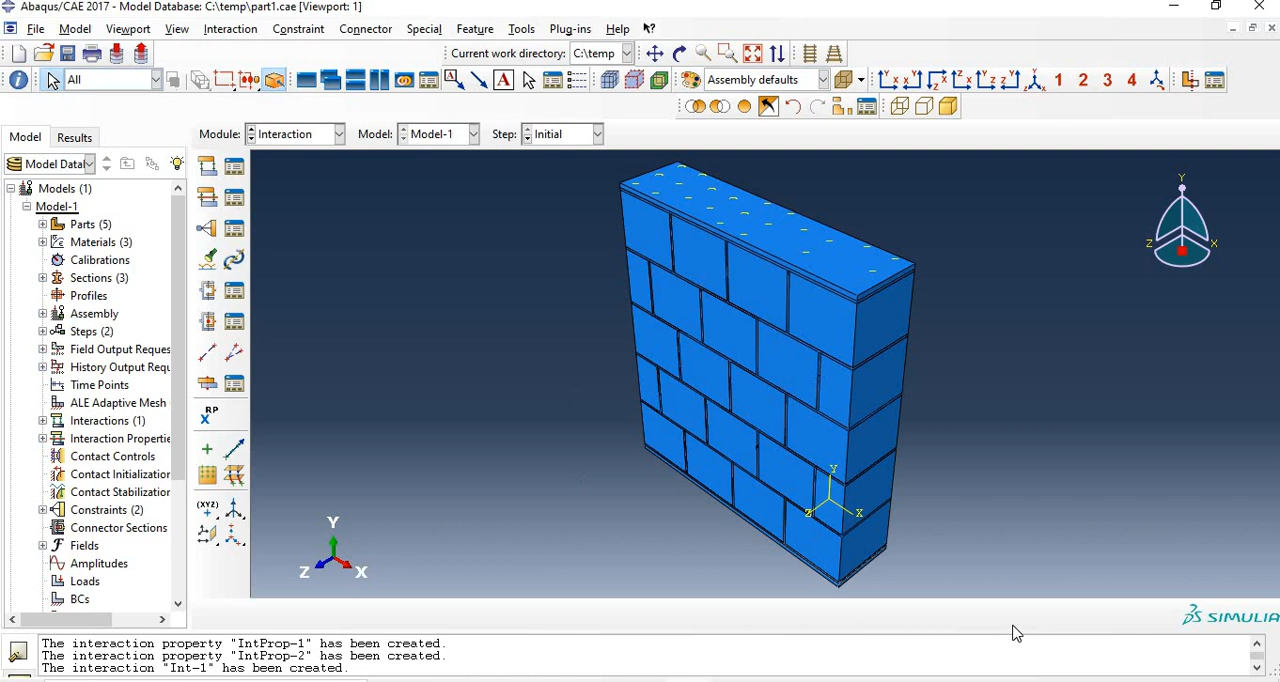 Abaqus/CAE 2017 - Model Database: C:\temp\part1.cae [Viewport: 1]
File Model Viewport View Interaction Constraint Connector Special Feature Tools Plug-ins Help
Current work directory: C:\temp
All
A
Assembly defaults
1 2 3 4
Model Results
Module: Interaction Model: Model-1 Step: Initial
Model Datal
Models (1)
Model-1
Parts (5)
Materials (3)
Calibrations
Sections (3)
Profiles
Assembly
Steps (2)
Field Output Reques
History Output Requ
Time Points
ALE Adaptive Mesh
Interactions (1)
Interaction Propertie
Contact Controls
Contact Initialization
Contact Stabilization
Constraints (2)
Connector Sections
Fields
Amplitudes
Loads
BCs
RP
(XYZ)
Y
Z
X
Y
Z X
Y
Z X
SIMULIA
The interaction property "IntProp-1" has been created.
The interaction property "IntProp-2" has been created.
The interaction "Int-1" has been created.